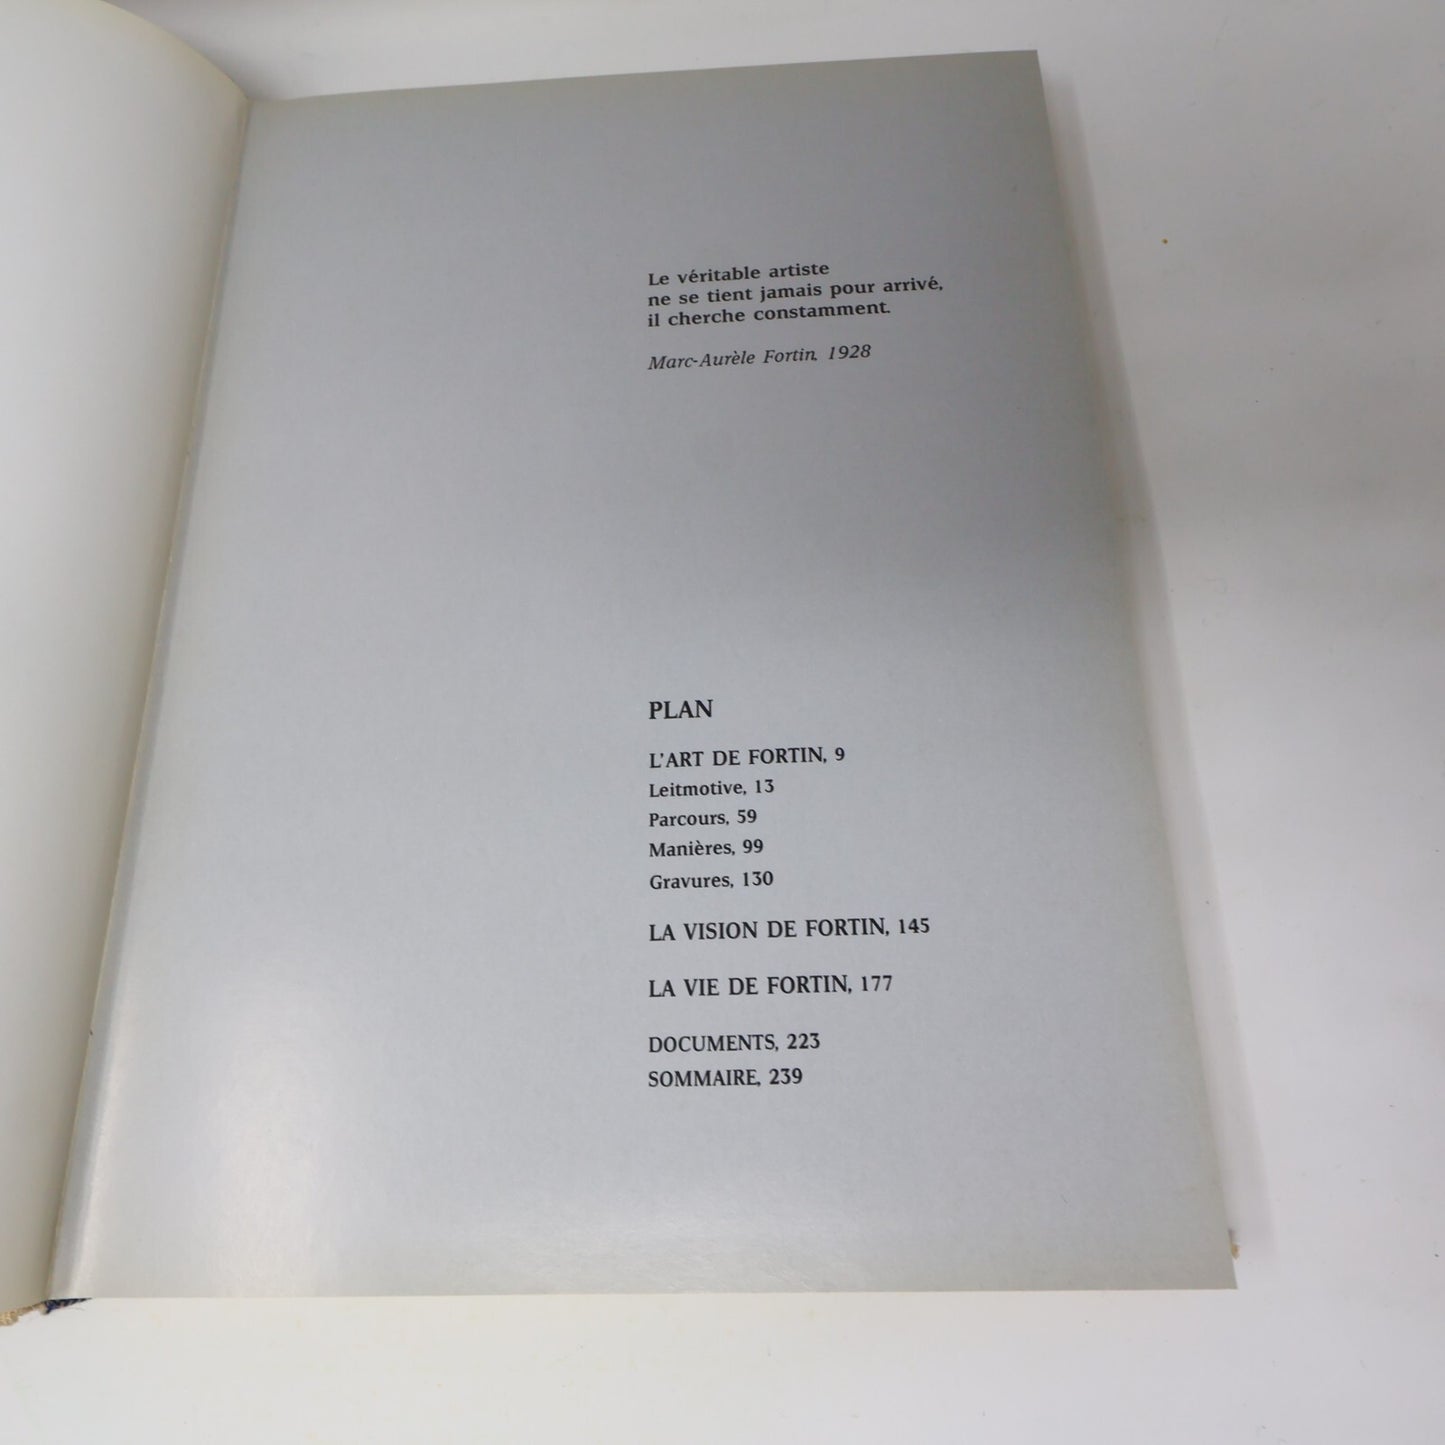 Le véritable artiste
ne se tient jamais pour arrivé,
il cherche constamment.
Marc-Aurèle Fortin, 1928
PLAN
L'ART DE FORTIN, 9
Leitmotive, 13
Parcours, 59
Manières, 99
Gravures, 130
LA VISION DE FORTIN, 145
LA VIE DE FORTIN, 177
DOCUMENTS, 223
SOMMAIRE, 239